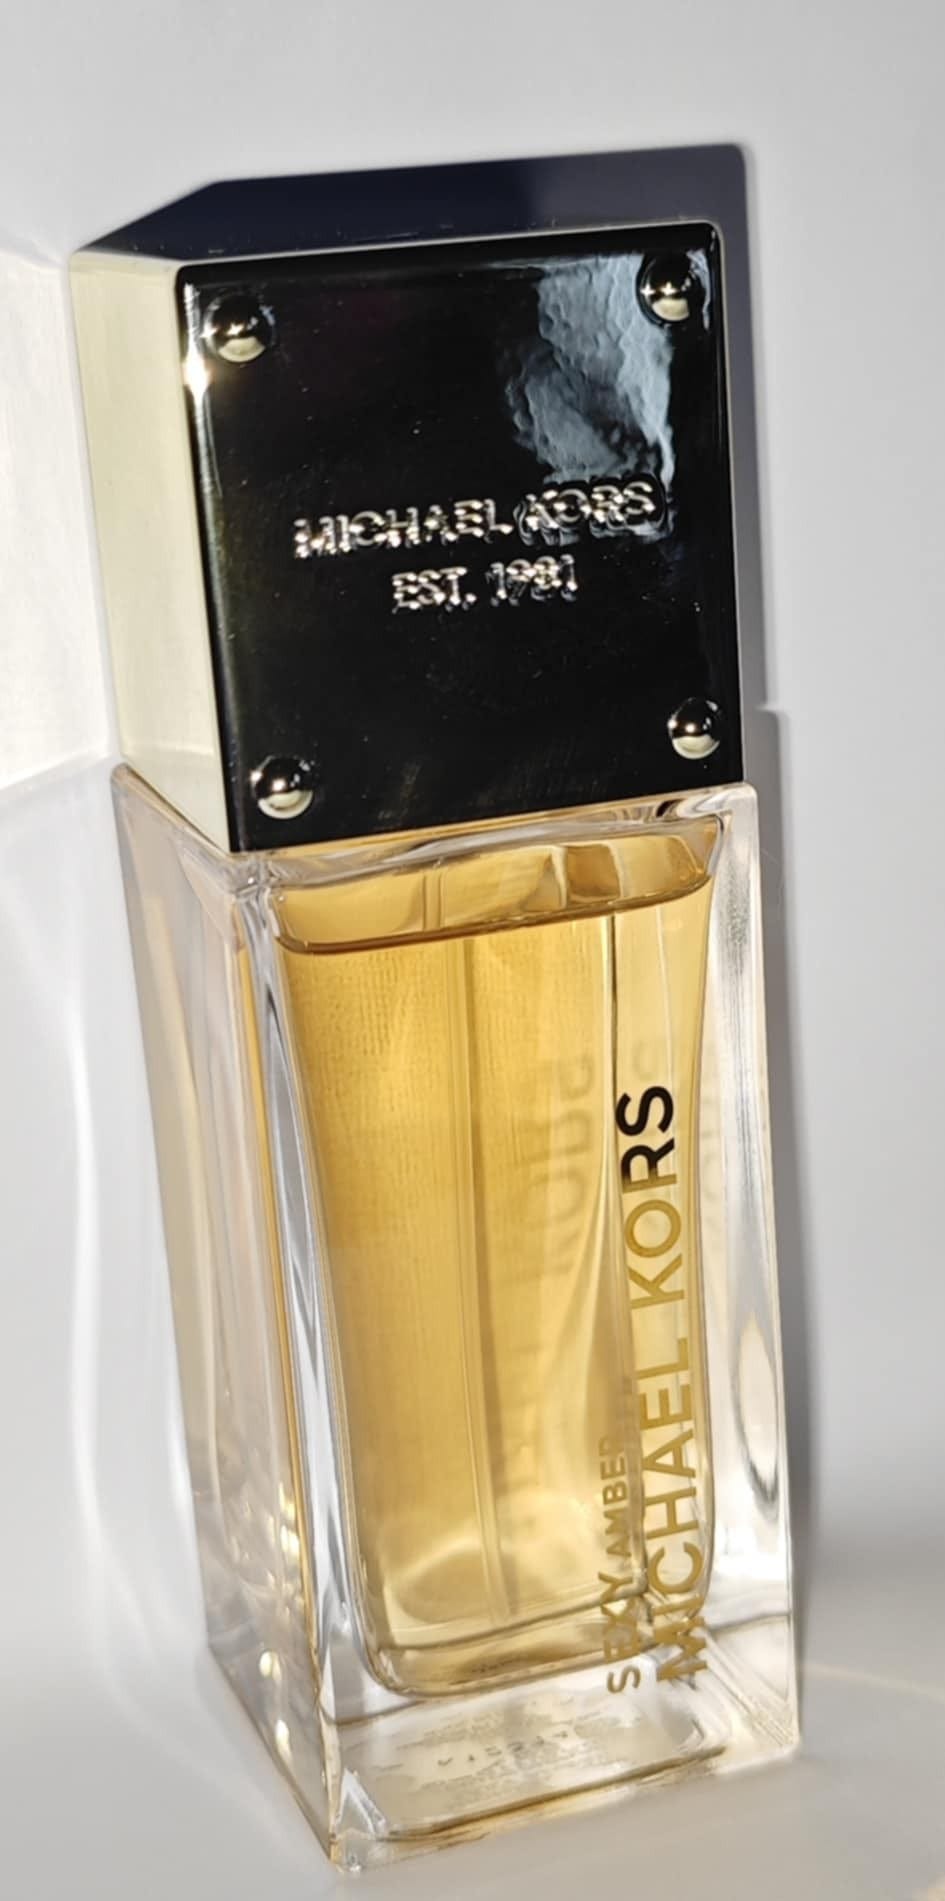 MICHAEL KORS
EST. 1981
SEXY AMBER
MICHAEL KORS